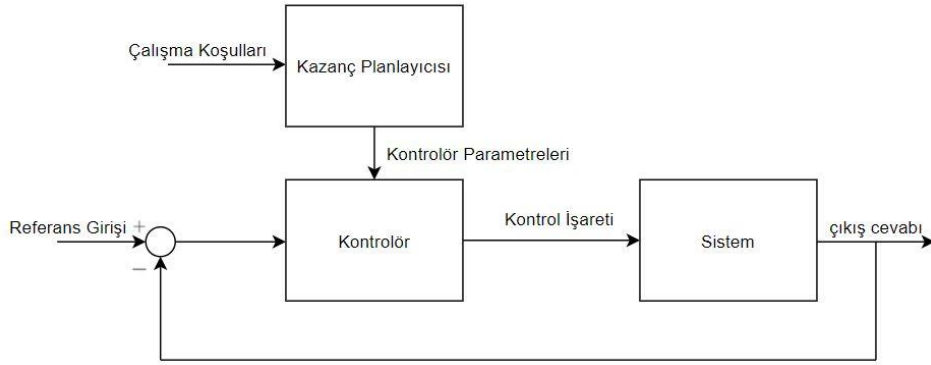 Çalışma Koşulları
Kazanç Planlayıcısı
Kontrolör Parametreleri
Referans Girişi
+
−
Kontrolör
Kontrol İşareti
Sistem
çıkış cevabı